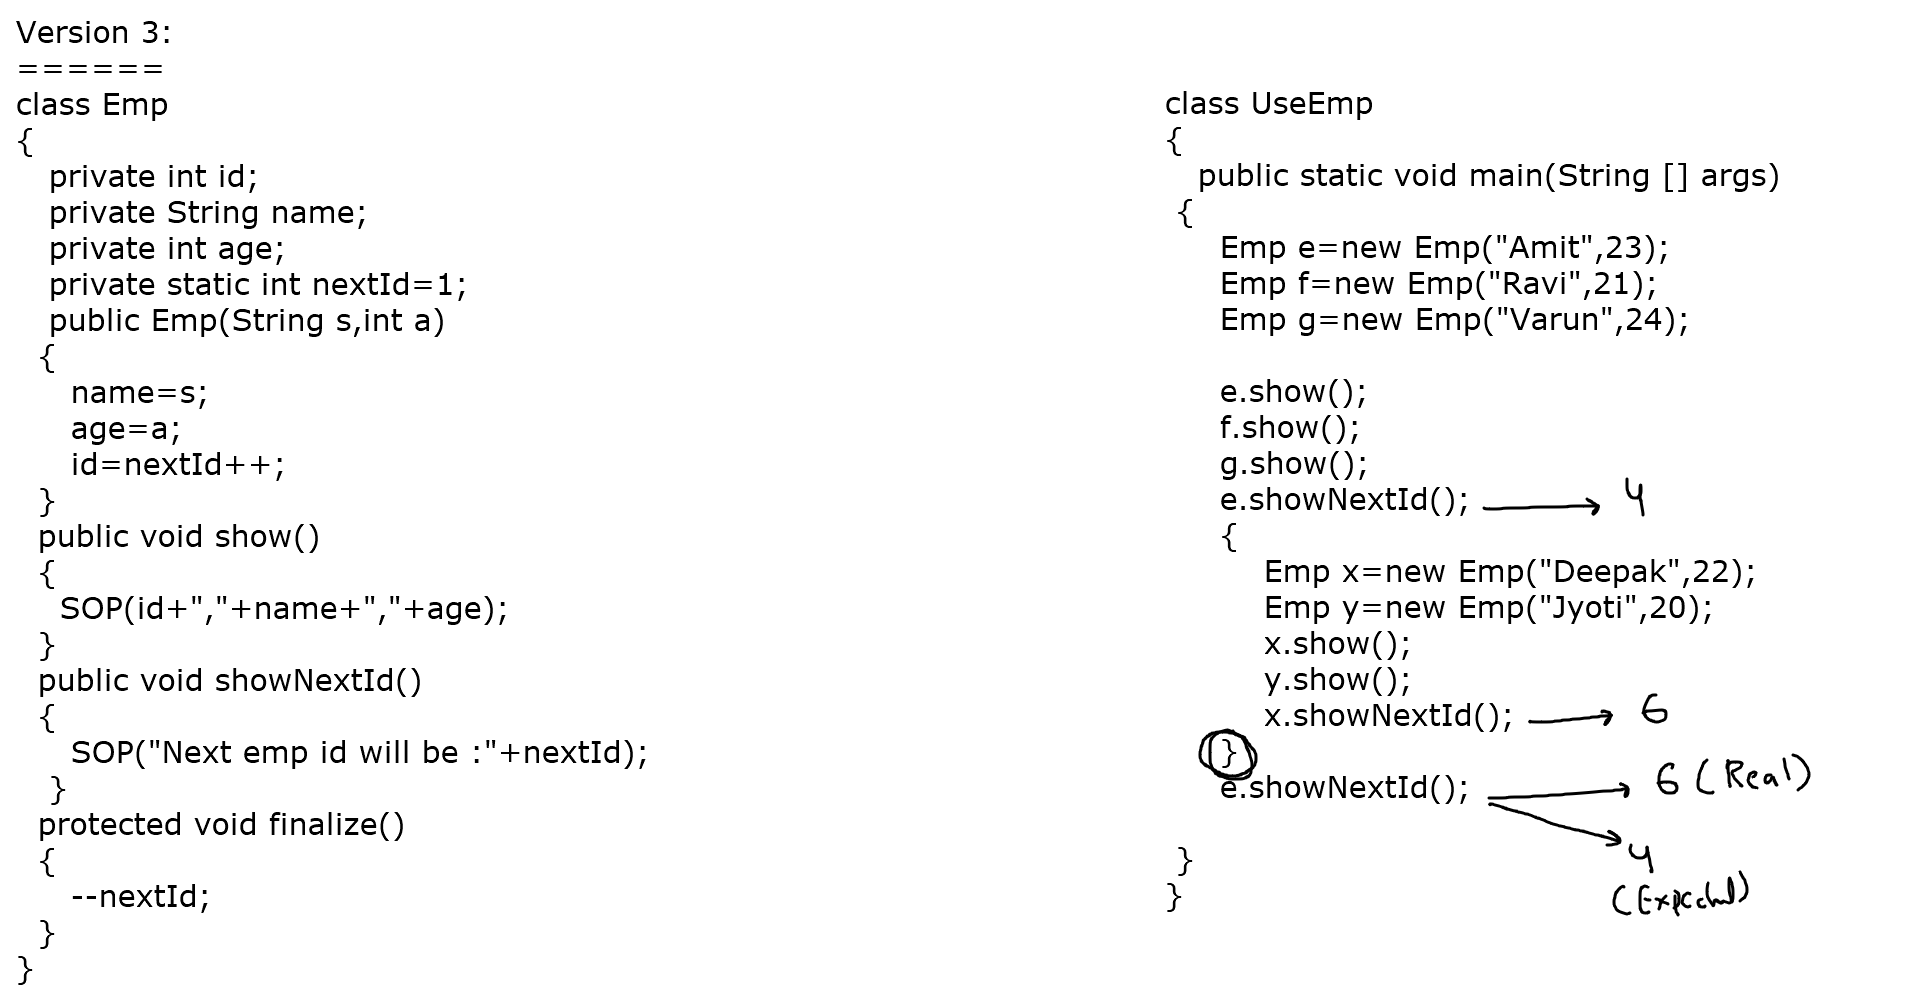 Version 3:
======
class Emp
{
private int id;
private String name;
private int age;
private static int nextId=1;
public Emp(String s,int a)
{
name=s;
age=a;
id=nextId++;
}
public void show()
{
SOP(id+","+name+","+age);
}
public void showNextId()
{
SOP("Next emp id will be :"+nextId);
}
protected void finalize()
{
--nextId;
}
}
class UseEmp
{
public static void main(String [] args)
{
Emp e=new Emp("Amit",23);
Emp f=new Emp("Ravi",21);
Emp g=new Emp("Varun",24);
e.show();
f.show();
g.show();
e.showNextId(); 4
{
Emp x=new Emp("Deepak",22);
Emp y=new Emp("Jyoti",20);
x.show();
y.show();
x.showNextId(); 6
}
e.showNextId(); 6 (Real)
4
(Expected)
}
}